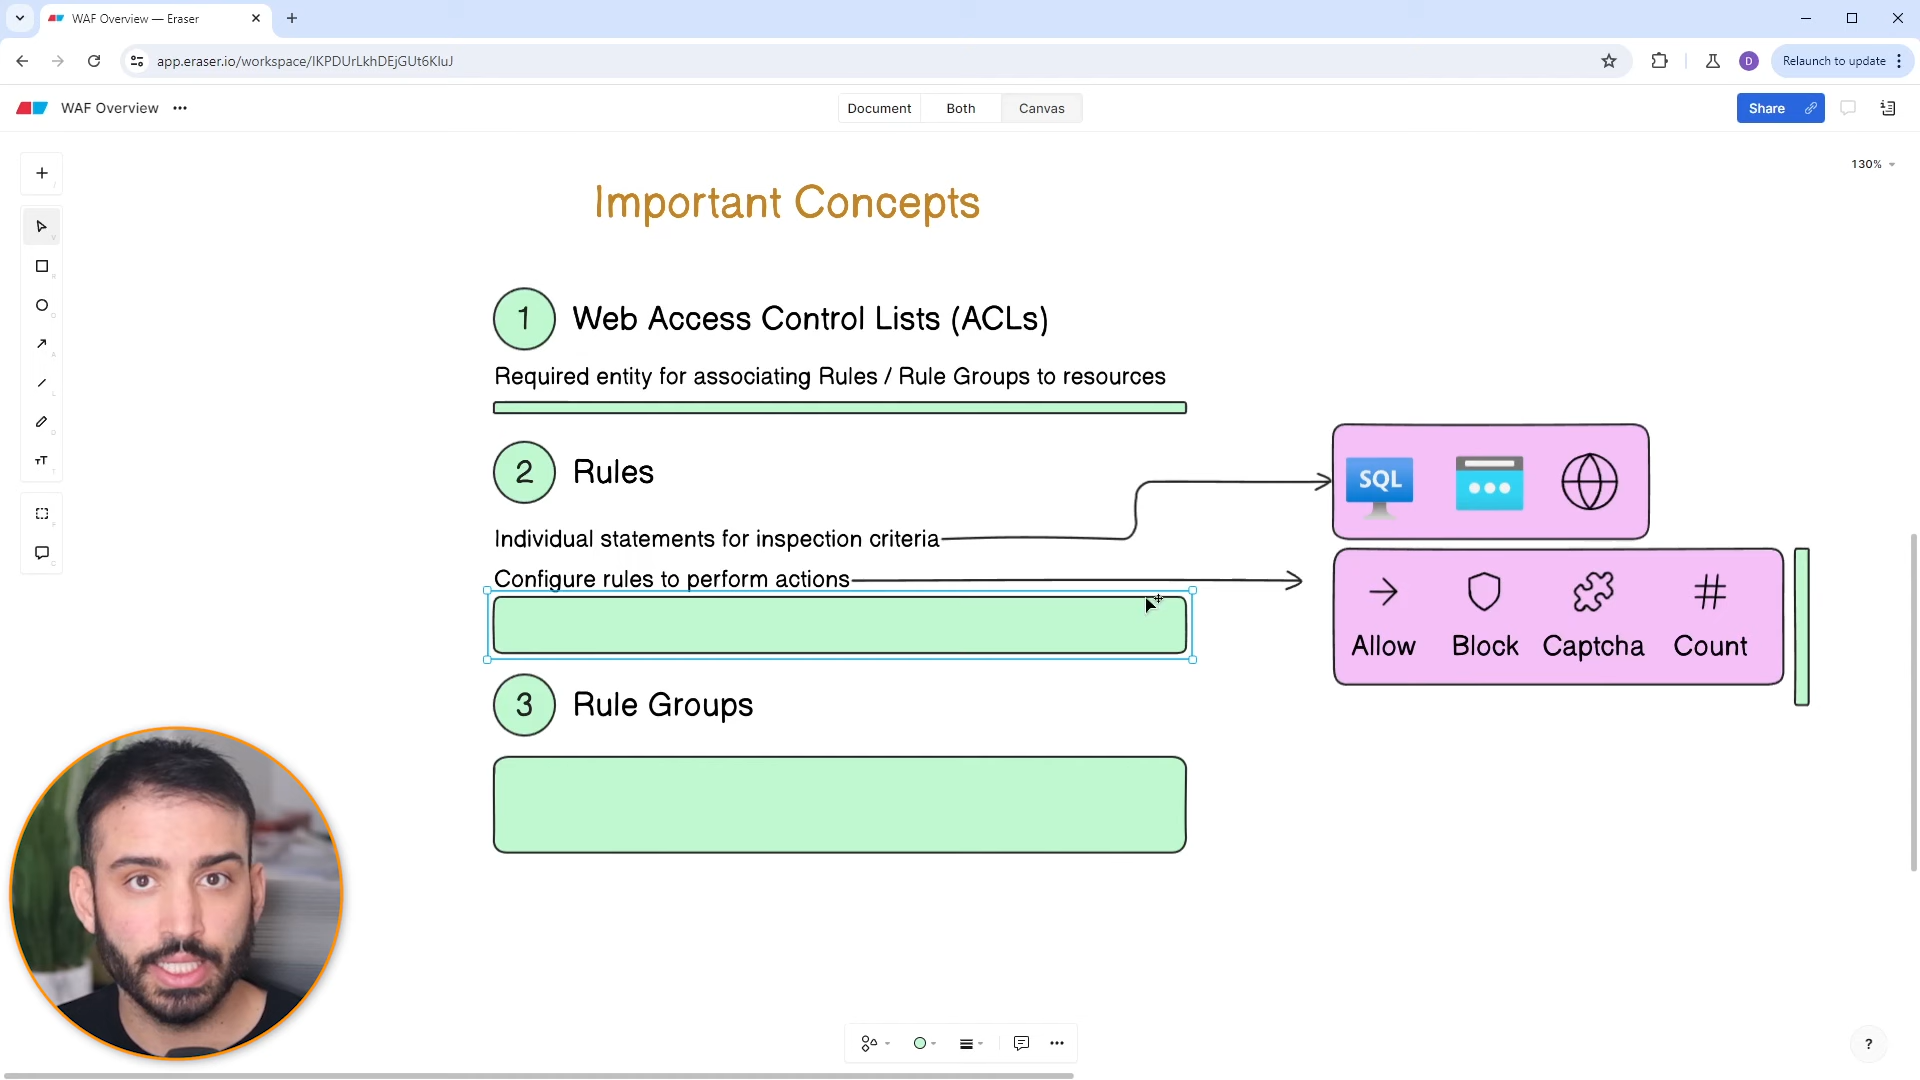 WAF Overview — Eraser
app.eraser.io/workspace/IKPDUrLkhDEjGUt6KIuJ
D
Relaunch to update
WAF Overview
Document
Both
Canvas
Share
130%
Important Concepts
1
Web Access Control Lists (ACLs)
Required entity for associating Rules / Rule Groups to resources
2
Rules
SQL
Individual statements for inspection criteria
Configure rules to perform actions
Allow
Block
Captcha
Count
3
Rule Groups
?